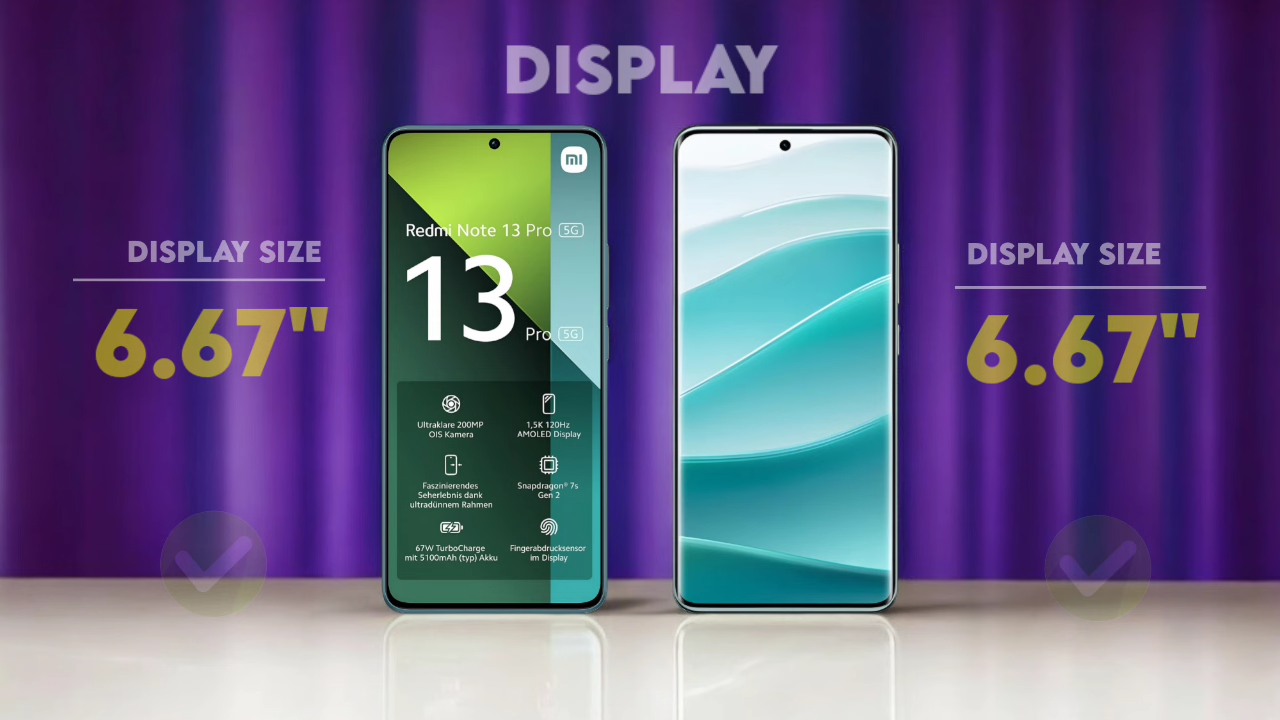 DISPLAY
DISPLAY SIZE
6.67"
mi
Redmi Note 13 Pro 5G
13
Pro 5G
Ultraklare 200MP
OIS Kamera
1,5K 120Hz
AMOLED Display
Faszinierendes
Seherlebnis dank
ultradünnem Rahmen
Snapdragon® 7s
Gen 2
67W TurboCharge
mit 5100mAh (typ) Akku
Fingerabdrucksensor
im Display
DISPLAY SIZE
6.67"